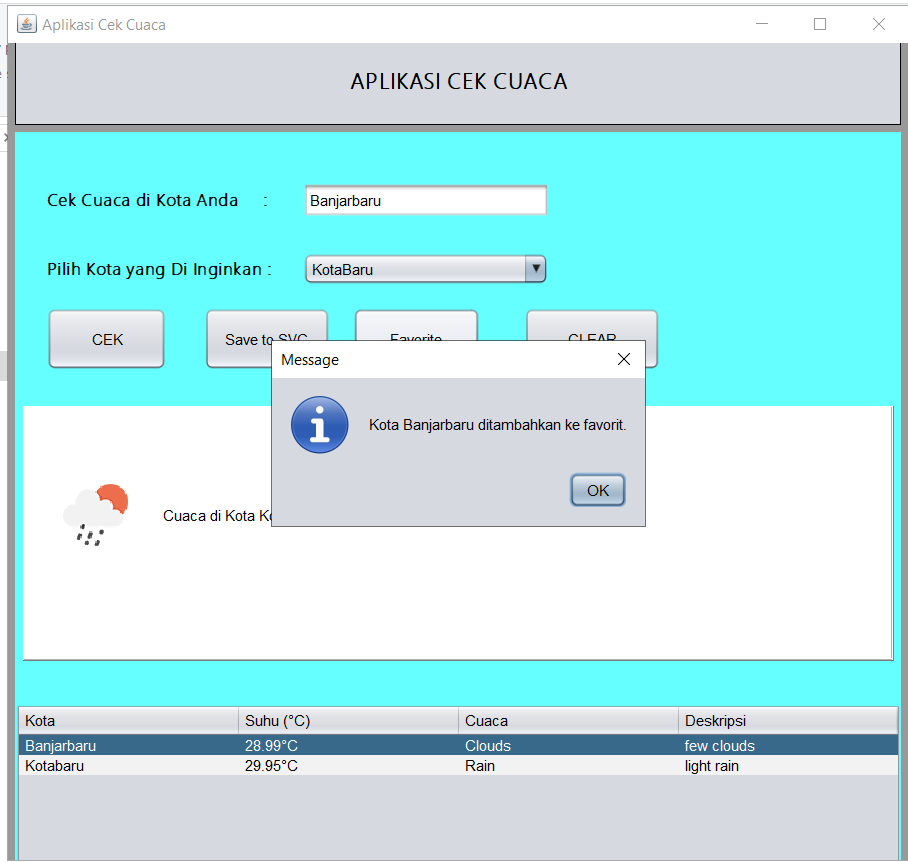 Aplikasi Cek Cuaca
APLIKASI CEK CUACA
Cek Cuaca di Kota Anda :
Banjarbaru
Pilih Kota yang Di Inginkan :
KotaBaru
CEK
Save to SVC
Favorite
CLEAR
Message
Kota Banjarbaru ditambahkan ke favorit.
OK
Cuaca di Kota
Kota Suhu (°C) Cuaca Deskripsi
Banjarbaru 28.99°C Clouds few clouds
Kotabaru 29.95°C Rain light rain